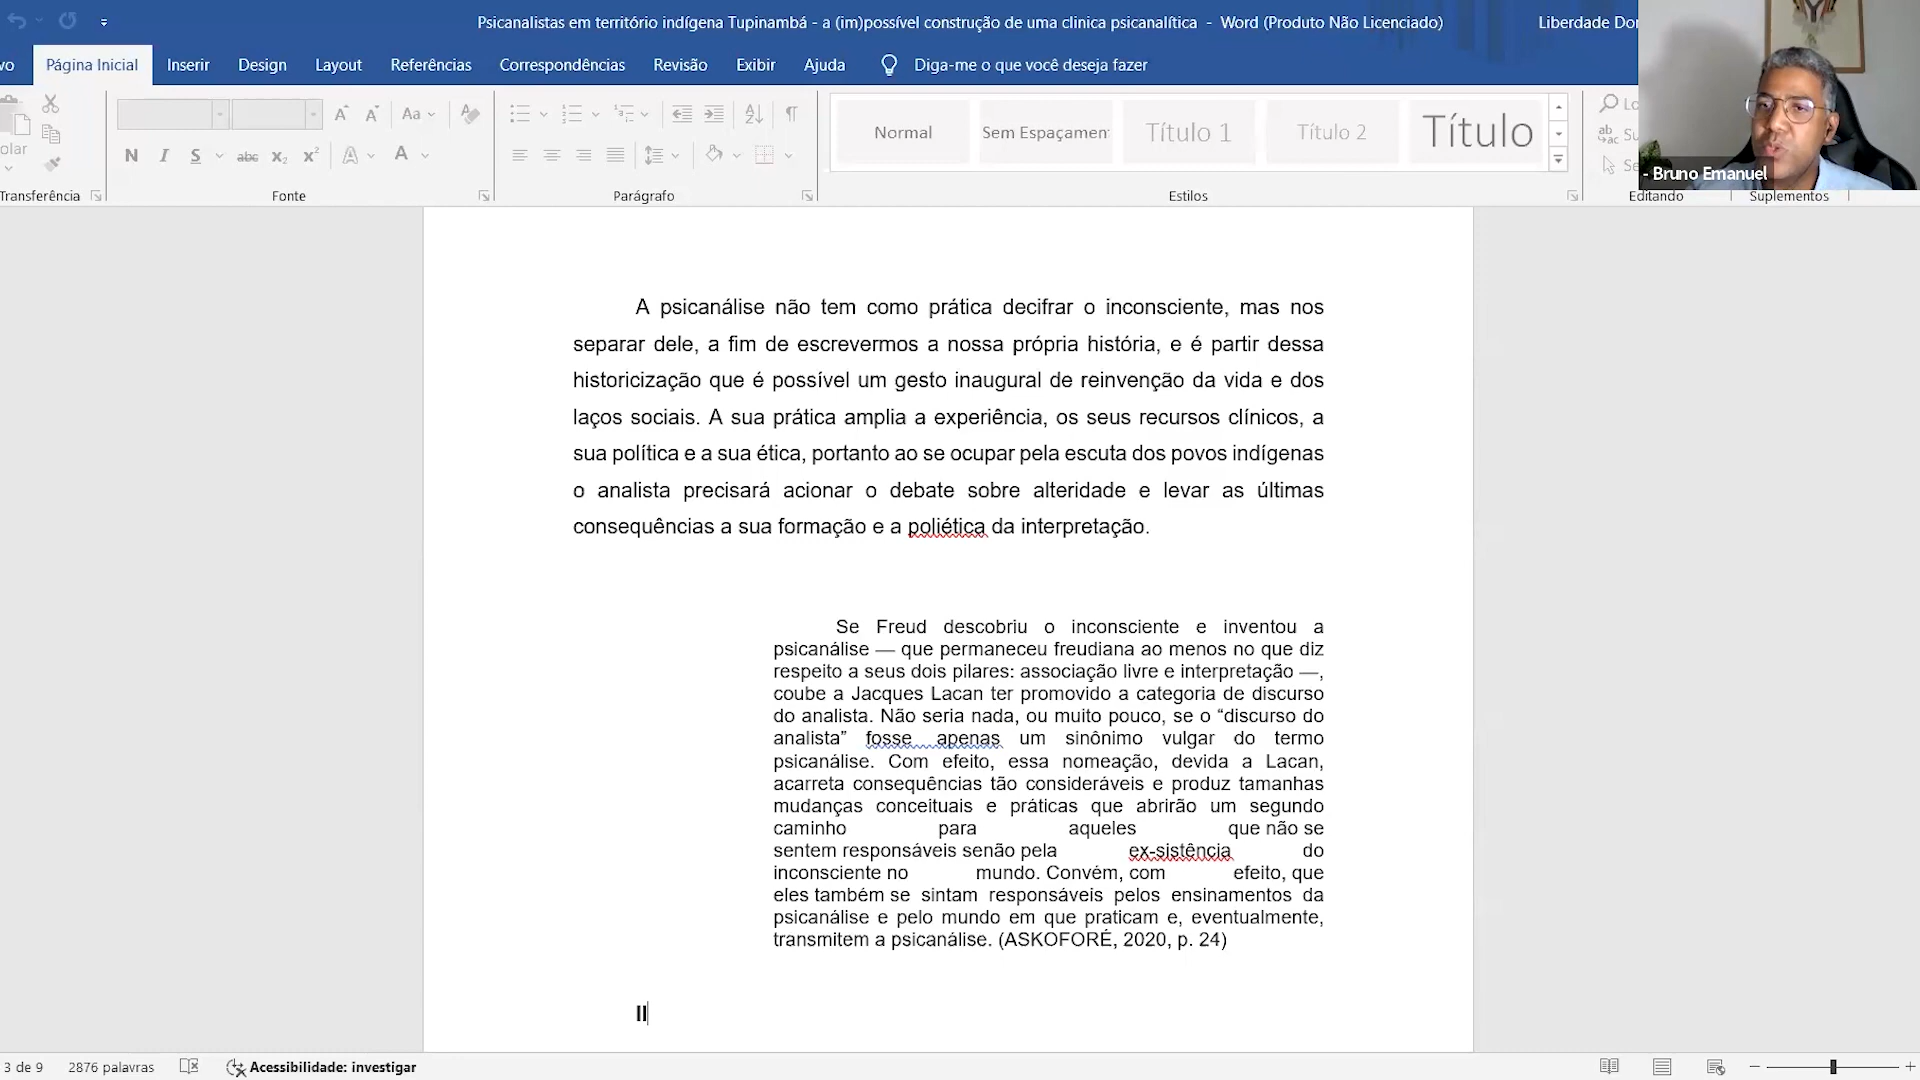 Psicanalistas em território indígena Tupinambá - a (im)possível construção de uma clinica psicanalítica - Word (Produto Não Licenciado)
Página Inicial Inserir Design Layout Referências Correspondências Revisão Exibir Ajuda Diga-me o que você deseja fazer
Aa
Normal Sem Espaçamen Título 1 Título 2 Título
N I S abc x₂ x² A A
- Bruno Emanuel
Transferência Fonte Parágrafo Estilos Editando Suplementos
A psicanálise não tem como prática decifrar o inconsciente, mas nos
separar dele, a fim de escrevermos a nossa própria história, e é partir dessa
historicização que é possível um gesto inaugural de reinvenção da vida e dos
laços sociais. A sua prática amplia a experiência, os seus recursos clínicos, a
sua política e a sua ética, portanto ao se ocupar pela escuta dos povos indígenas
o analista precisará acionar o debate sobre alteridade e levar as últimas
consequências a sua formação e a poliética da interpretação.
Se Freud descobriu o inconsciente e inventou a
psicanálise — que permaneceu freudiana ao menos no que diz
respeito a seus dois pilares: associação livre e interpretação —,
coube a Jacques Lacan ter promovido a categoria de discurso
do analista. Não seria nada, ou muito pouco, se o “discurso do
analista” fosse apenas um sinônimo vulgar do termo
psicanálise. Com efeito, essa nomeação, devida a Lacan,
acarreta consequências tão consideráveis e produz tamanhas
mudanças conceituais e práticas que abrirão um segundo
caminho para aqueles que não se
sentem responsáveis senão pela ex-sistência do
inconsciente no mundo. Convém, com efeito, que
eles também se sintam responsáveis pelos ensinamentos da
psicanálise e pelo mundo em que praticam e, eventualmente,
transmitem a psicanálise. (ASKOFORÉ, 2020, p. 24)
II
3 de 9 2876 palavras Acessibilidade: investigar